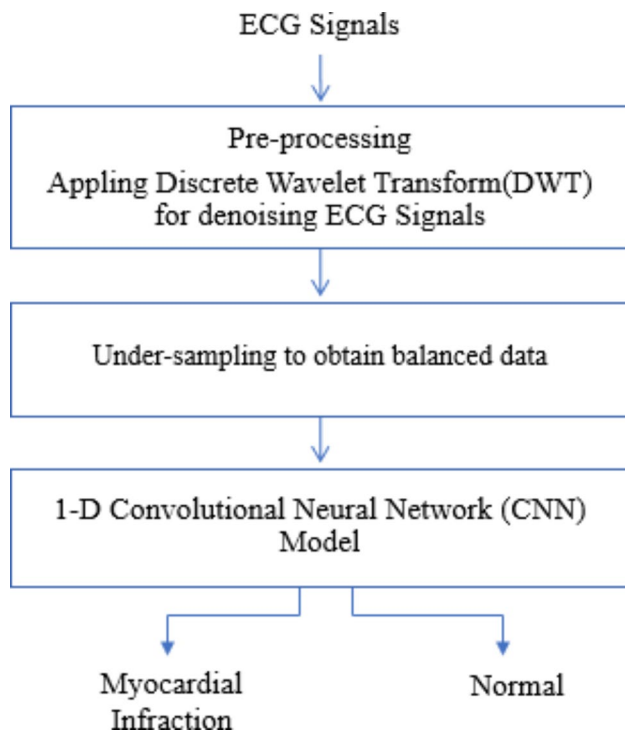 ECG Signals
Pre-processing
Appling Discrete Wavelet Transform(DWT)
for denoising ECG Signals
Under-sampling to obtain balanced data
1-D Convolutional Neural Network (CNN)
Model
Myocardial
Infraction
Normal